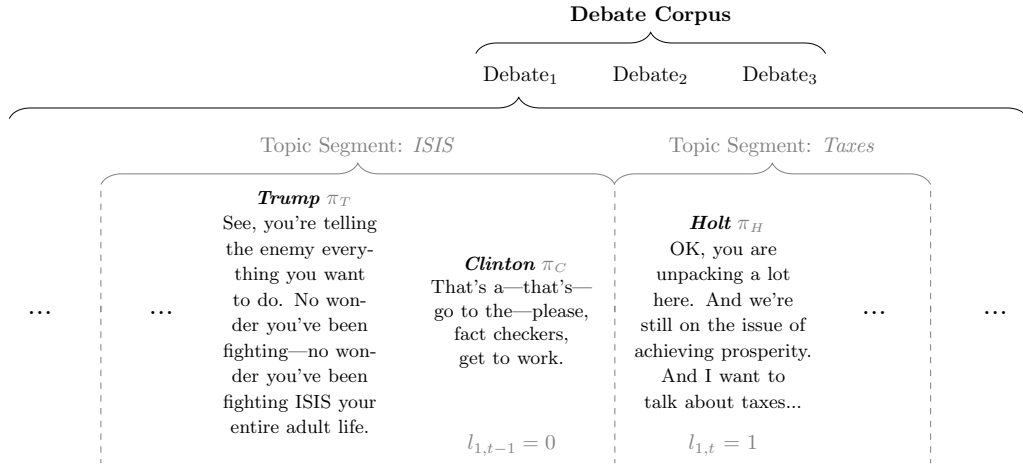 Debate Corpus
Debate₁ Debate₂ Debate₃
Topic Segment: ISIS
Topic Segment: Taxes
...
...
Trump π_T
See, you're telling
the enemy every-
thing you want
to do. No won-
der you've been
fighting—no won-
der you've been
fighting ISIS your
entire adult life.
Clinton π_C
That's a—that's—
go to the—please,
fact checkers,
get to work.
l_{1,t−1} = 0
Holt π_H
OK, you are
unpacking a lot
here. And we're
still on the issue of
achieving prosperity.
And I want to
talk about taxes...
l_{1,t} = 1
...
...